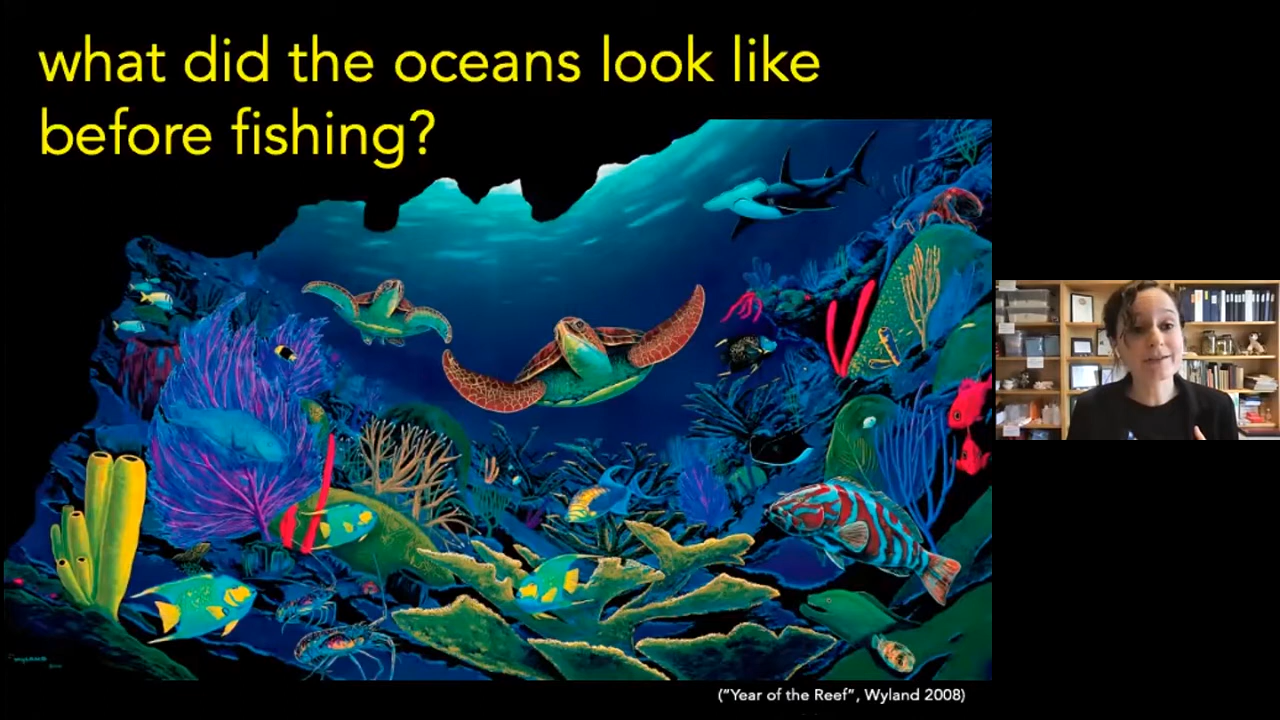 what did the oceans look like
before fishing?
("Year of the Reef", Wyland 2008)